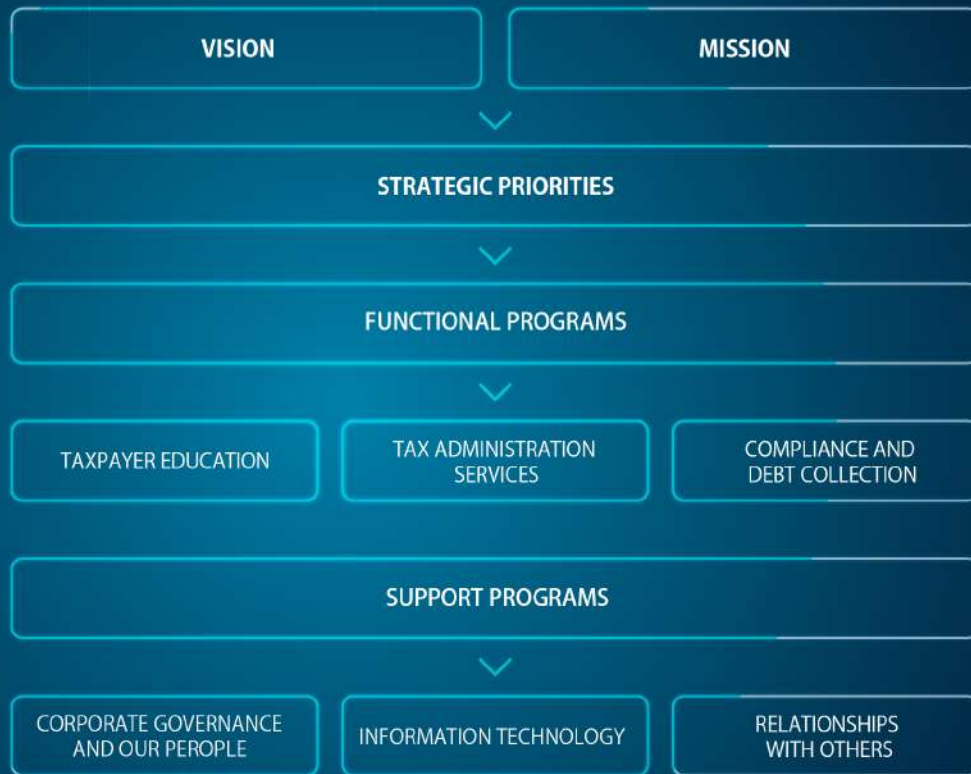 VISION
MISSION
STRATEGIC PRIORITIES
FUNCTIONAL PROGRAMS
TAXPAYER EDUCATION
TAX ADMINISTRATION
SERVICES
COMPLIANCE AND
DEBT COLLECTION
SUPPORT PROGRAMS
CORPORATE GOVERNANCE
AND OUR PEROPLE
INFORMATION TECHNOLOGY
RELATIONSHIPS
WITH OTHERS